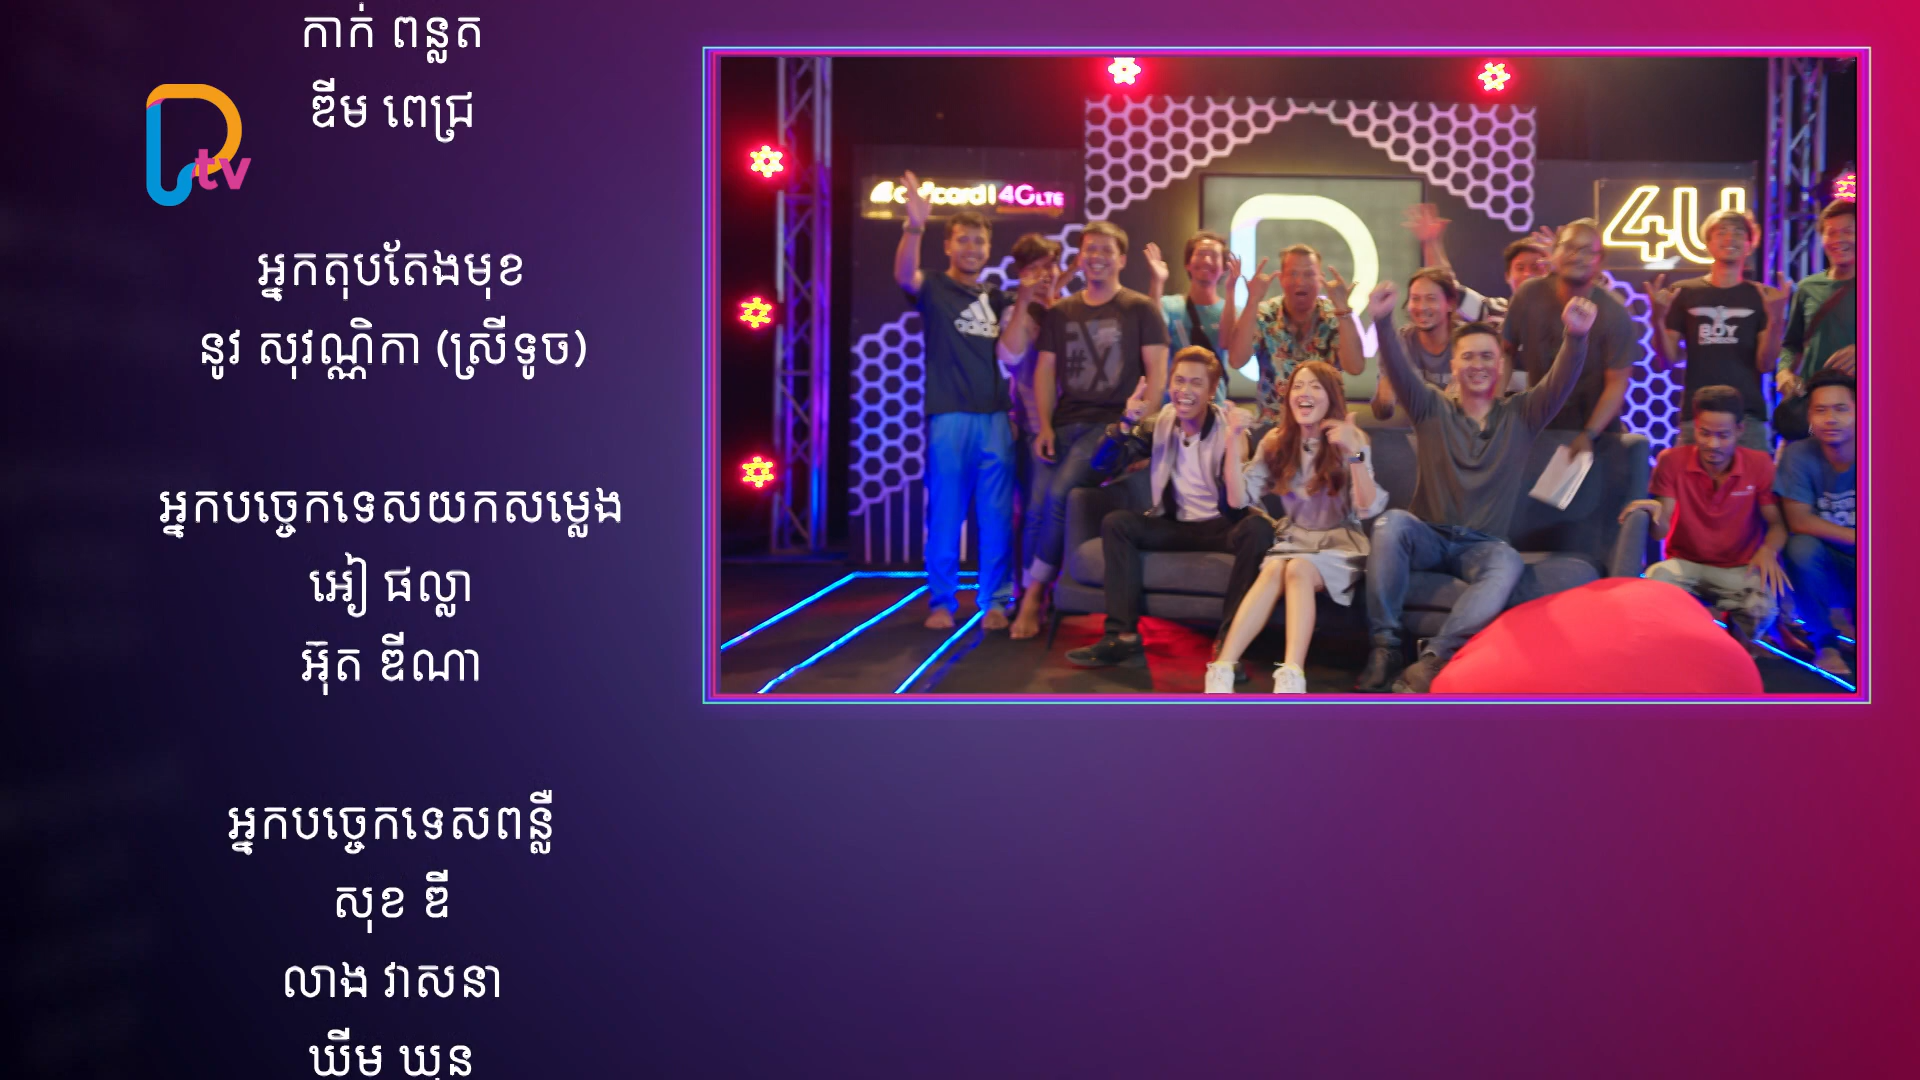 កាក់ ពន្លត
ឌីម ពេជ្រ
tv
អ្នកតុបតែងមុខ
នូវ សុវណ្ណិកា (ស្រីទូច)
អ្នកបច្ចេកទេសយកសម្លេង
អៀ ផល្លា
អ៊ុត ឌីណា
អ្នកបច្ចេកទេសពន្លឺ
សុខ ឌី
លាង វាសនា
ឃីម ឃុន
4G LTE
4U
adidas
BOY